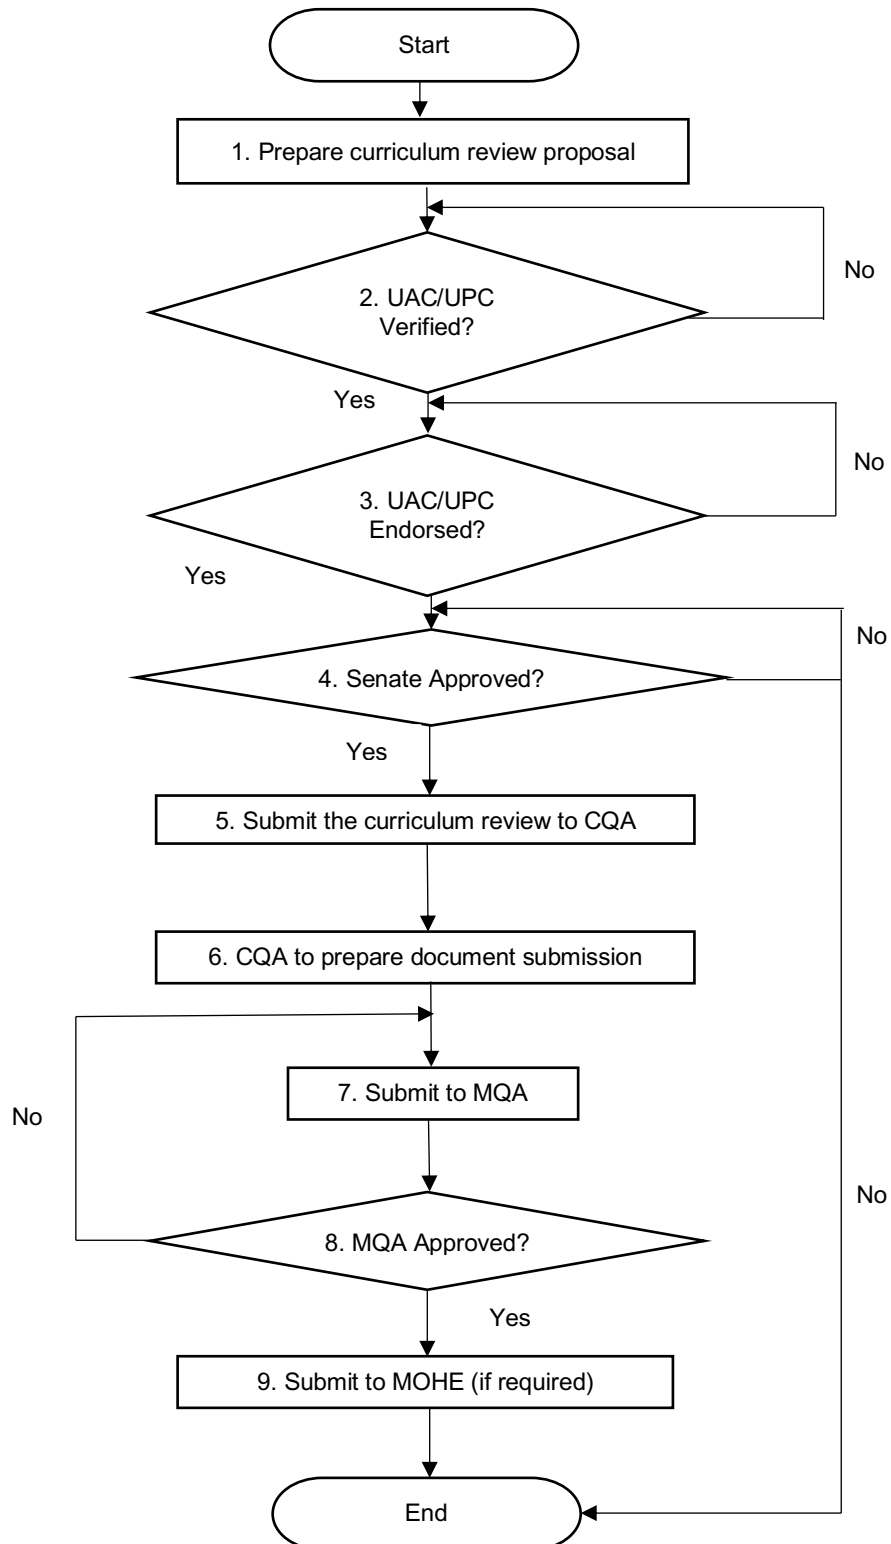 Start
1. Prepare curriculum review proposal
No
2. UAC/UPC
Verified?
Yes
No
3. UAC/UPC
Endorsed?
Yes
No
4. Senate Approved?
Yes
5. Submit the curriculum review to CQA
6. CQA to prepare document submission
7. Submit to MQA
No
No
8. MQA Approved?
Yes
9. Submit to MOHE (if required)
End